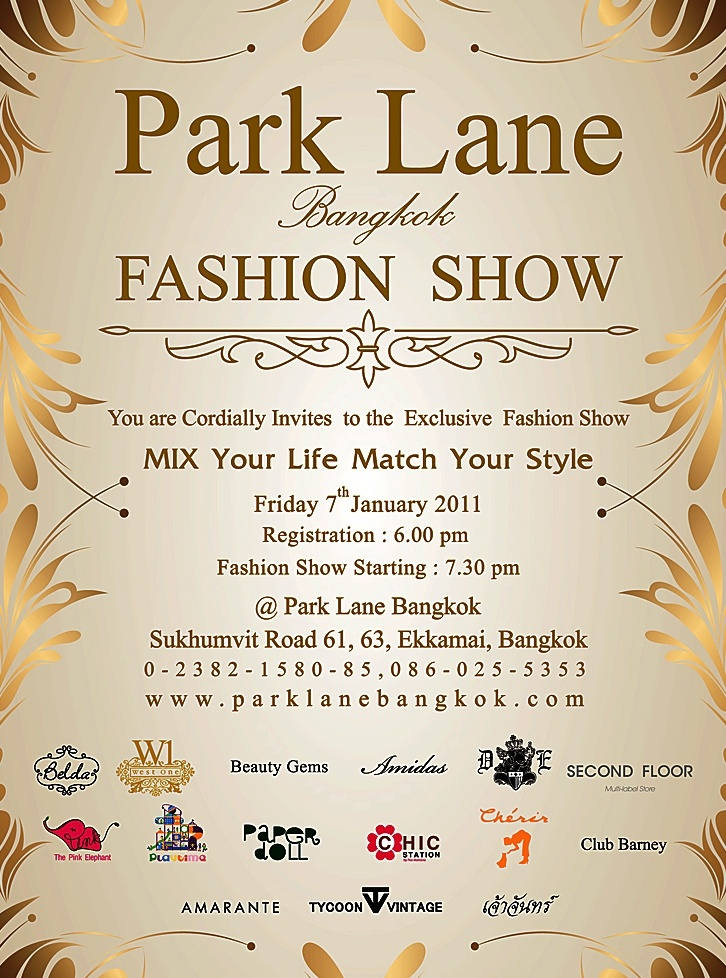 Park Lane
Bangkok
FASHION SHOW
You are Cordially Invites to the Exclusive Fashion Show
MIX Your Life Match Your Style
Friday 7th January 2011
Registration : 6.00 pm
Fashion Show Starting : 7.30 pm
@ Park Lane Bangkok
Sukhumvit Road 61, 63, Ekkamai, Bangkok
0-2382-1580-85,086-025-5353
www.parklanebangkok.com
Belda
W1
west One
Beauty Gems
Amidas
D E
SECOND FLOOR
Multi-label Store
Pink
The Pink Elephant
Playtime
PAPER
DOLL
CHIC
STATION
Chérir
Club Barney
AMARANTE
TYCOON TV VINTAGE
เจ้าจันทร์